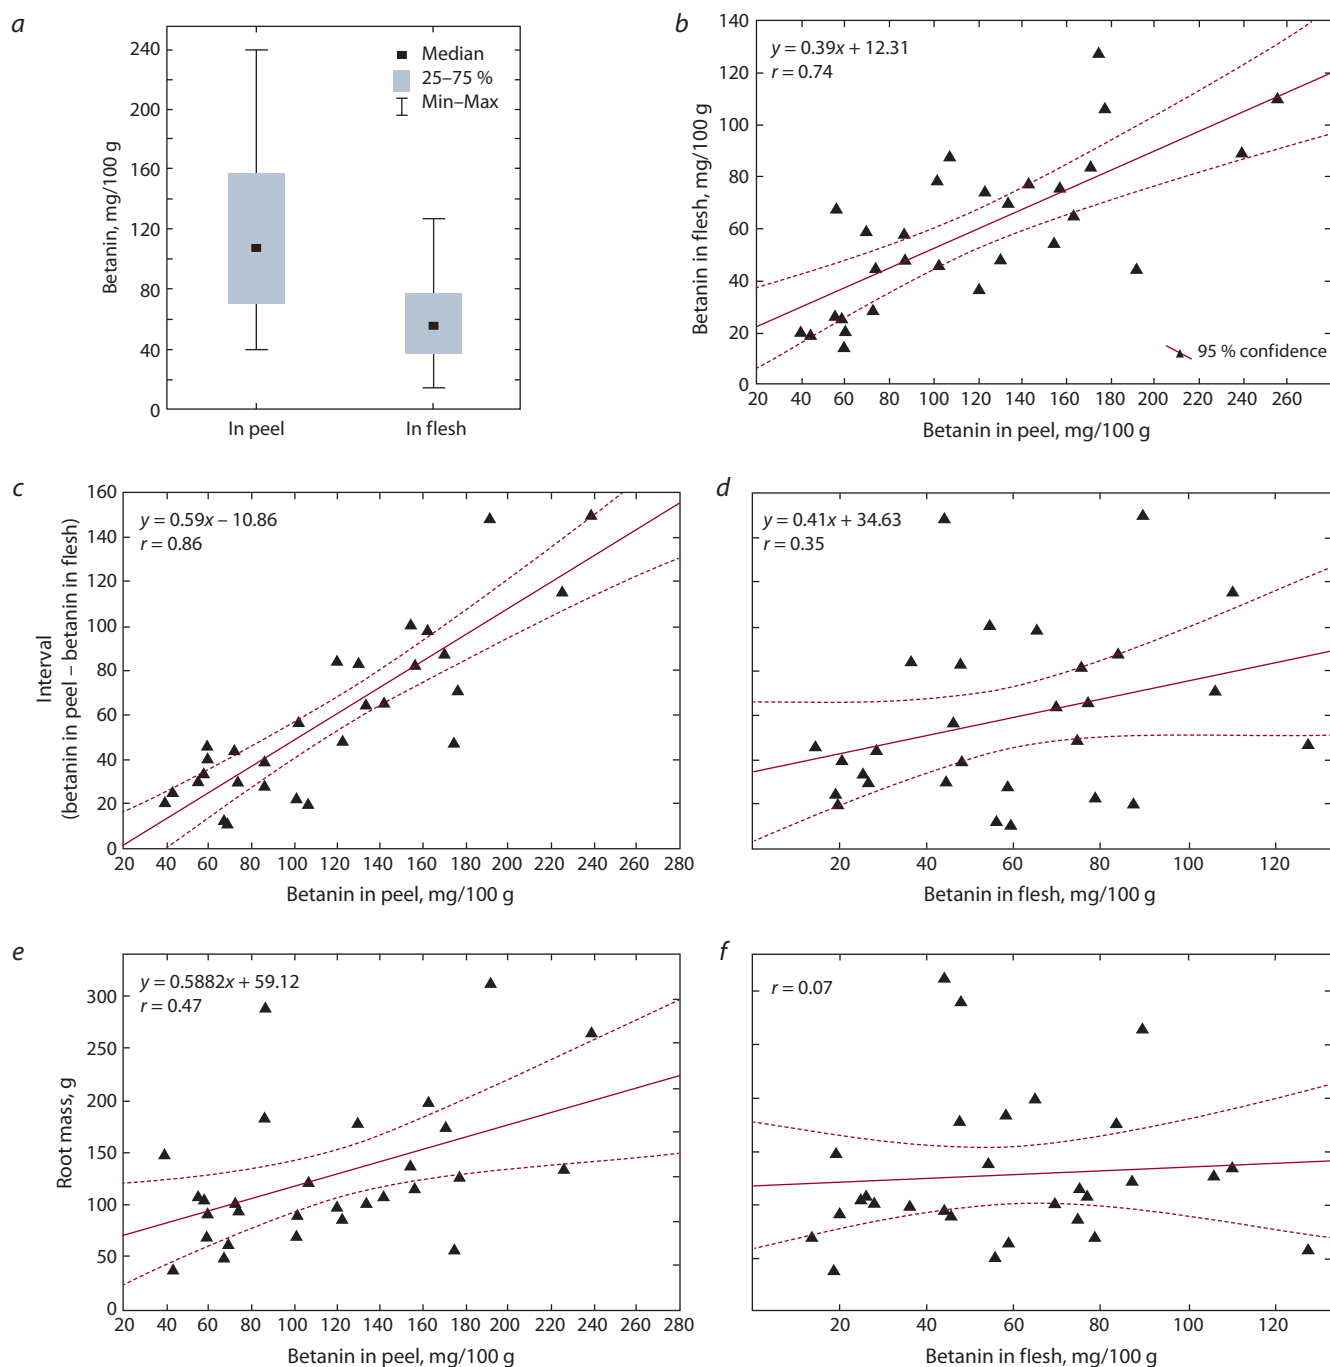 a
240
200
160
120
80
40
0
Betanin, mg/100 g
Median
25–75 %
Min–Max
In peel
In flesh
b
y = 0.39x + 12.31
r = 0.74
140
120
100
80
60
40
20
0
Betanin in flesh, mg/100 g
95 % confidence
20 40 60 80 100 120 140 160 180 200 220 240 260
Betanin in peel, mg/100 g
c
y = 0.59x – 10.86
r = 0.86
160
140
120
100
80
60
40
20
0
Interval
(betanin in peel – betanin in flesh)
20 40 60 80 100 120 140 160 180 200 220 240 260 280
Betanin in peel, mg/100 g
d
y = 0.41x + 34.63
r = 0.35
20 40 60 80 100 120
Betanin in flesh, mg/100 g
e
y = 0.5882x + 59.12
r = 0.47
300
250
200
150
100
50
0
Root mass, g
20 40 60 80 100 120 140 160 180 200 220 240 260 280
Betanin in peel, mg/100 g
f
r = 0.07
20 40 60 80 100 120
Betanin in flesh, mg/100 g